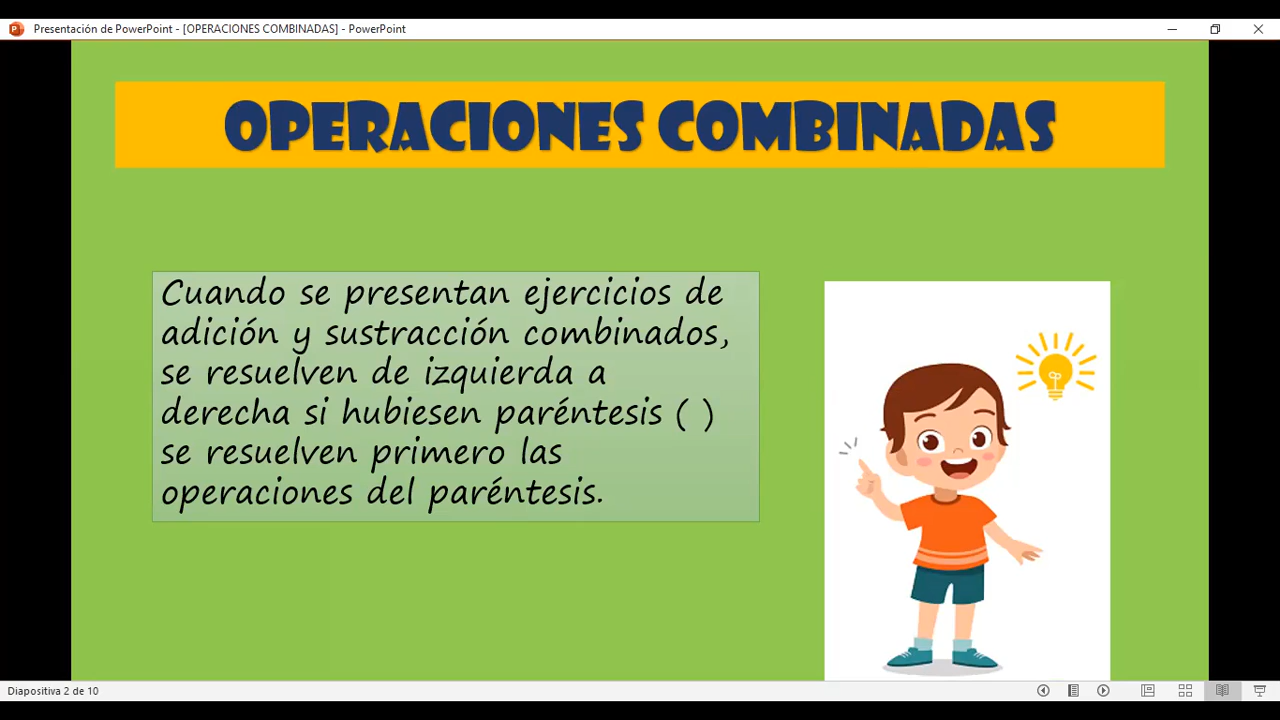 Presentación de PowerPoint - [OPERACIONES COMBINADAS] - PowerPoint
OPERACIONES COMBINADAS
Cuando se presentan ejercicios de
adición y sustracción combinados,
se resuelven de izquierda a
derecha si hubiesen paréntesis ( )
se resuelven primero las
operaciones del paréntesis.
Diapositiva 2 de 10